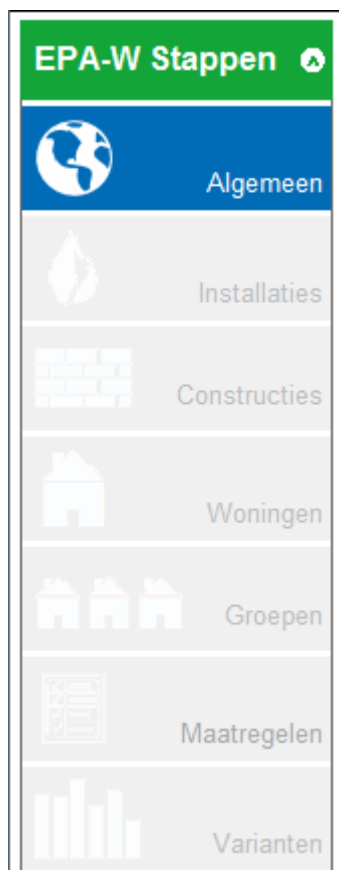 EPA-W Stappen
Algemeen
Installaties
Constructies
Woningen
Groepen
Maatregelen
Varianten